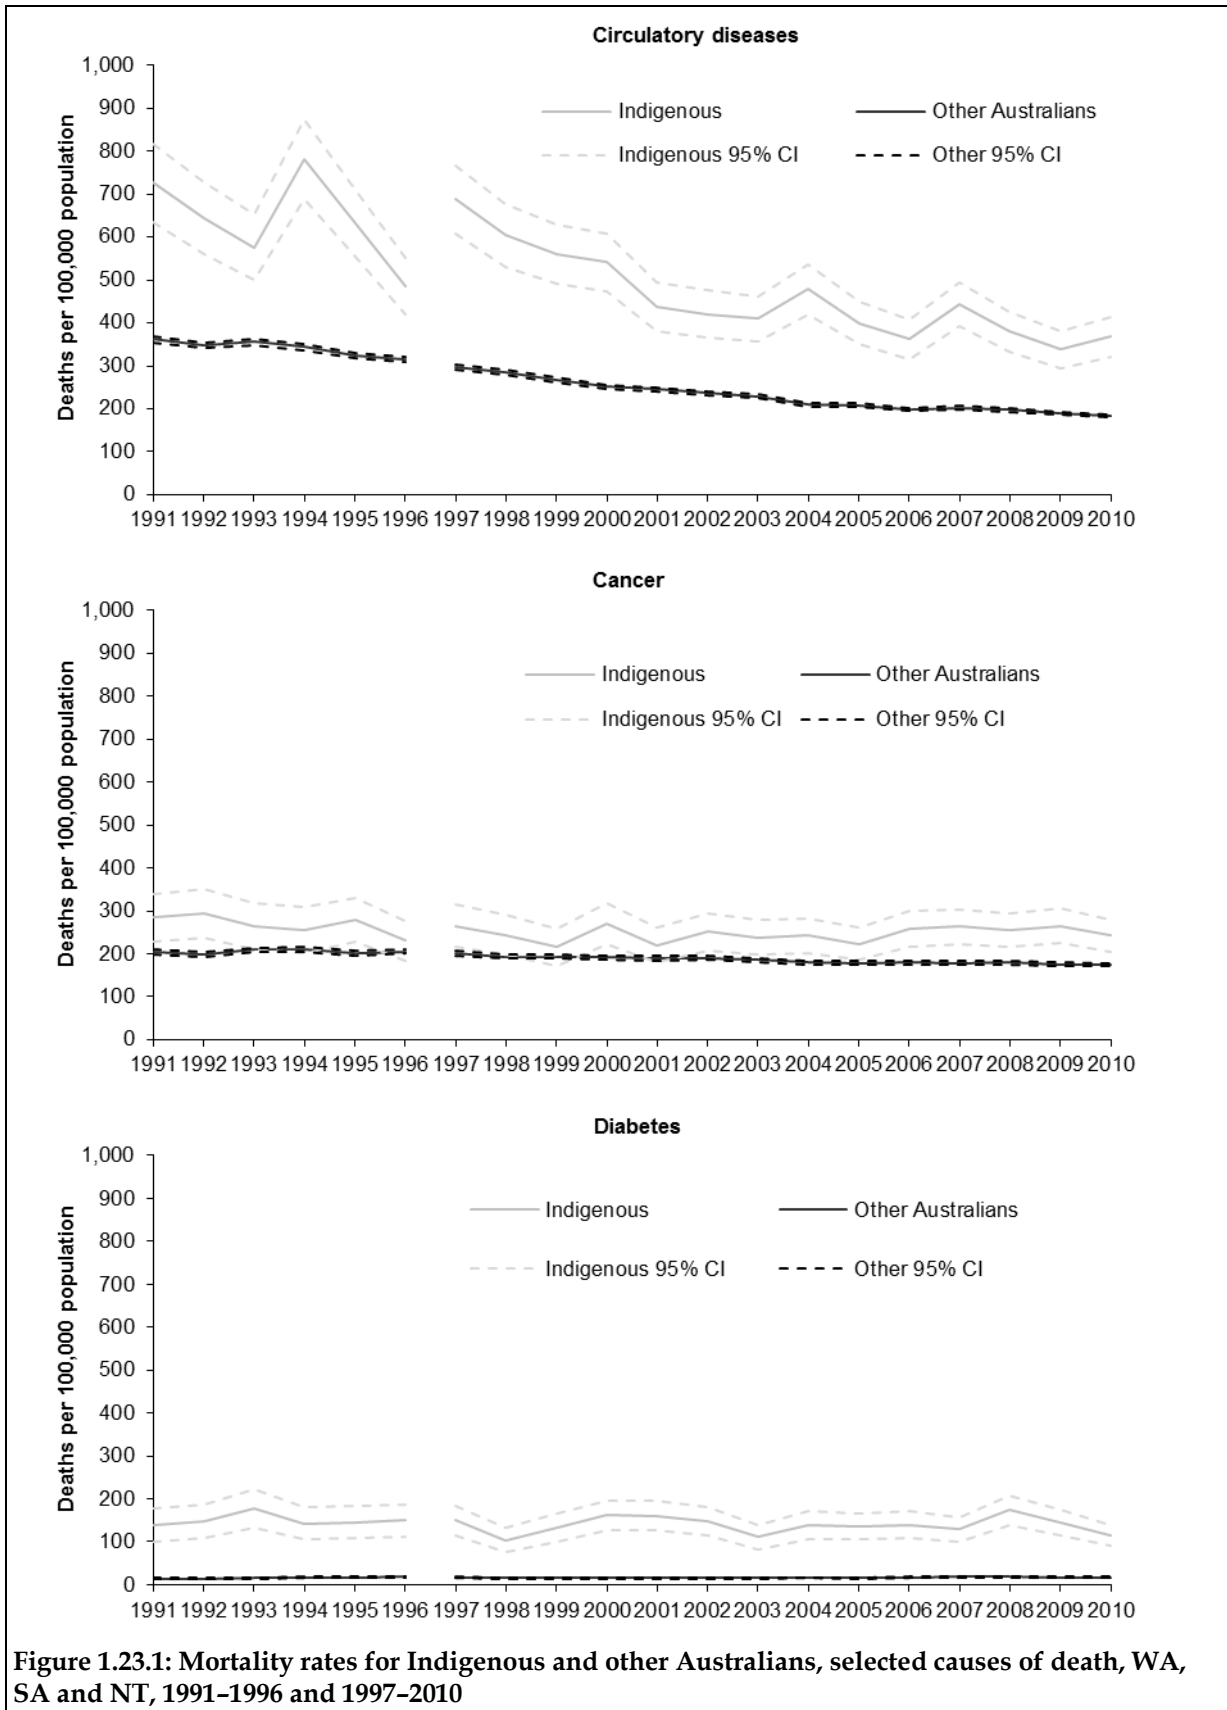 Circulatory diseases
Deaths per 100,000 population
1,000
900
800
700
600
500
400
300
200
100
0
Indigenous
Other Australians
Indigenous 95% CI
Other 95% CI
1991 1992 1993 1994 1995 1996 1997 1998 1999 2000 2001 2002 2003 2004 2005 2006 2007 2008 2009 2010
Cancer
Deaths per 100,000 population
1,000
900
800
700
600
500
400
300
200
100
0
Indigenous
Other Australians
Indigenous 95% CI
Other 95% CI
1991 1992 1993 1994 1995 1996 1997 1998 1999 2000 2001 2002 2003 2004 2005 2006 2007 2008 2009 2010
Diabetes
Deaths per 100,000 population
1,000
900
800
700
600
500
400
300
200
100
0
Indigenous
Other Australians
Indigenous 95% CI
Other 95% CI
1991 1992 1993 1994 1995 1996 1997 1998 1999 2000 2001 2002 2003 2004 2005 2006 2007 2008 2009 2010
Figure 1.23.1: Mortality rates for Indigenous and other Australians, selected causes of death, WA,
SA and NT, 1991–1996 and 1997–2010